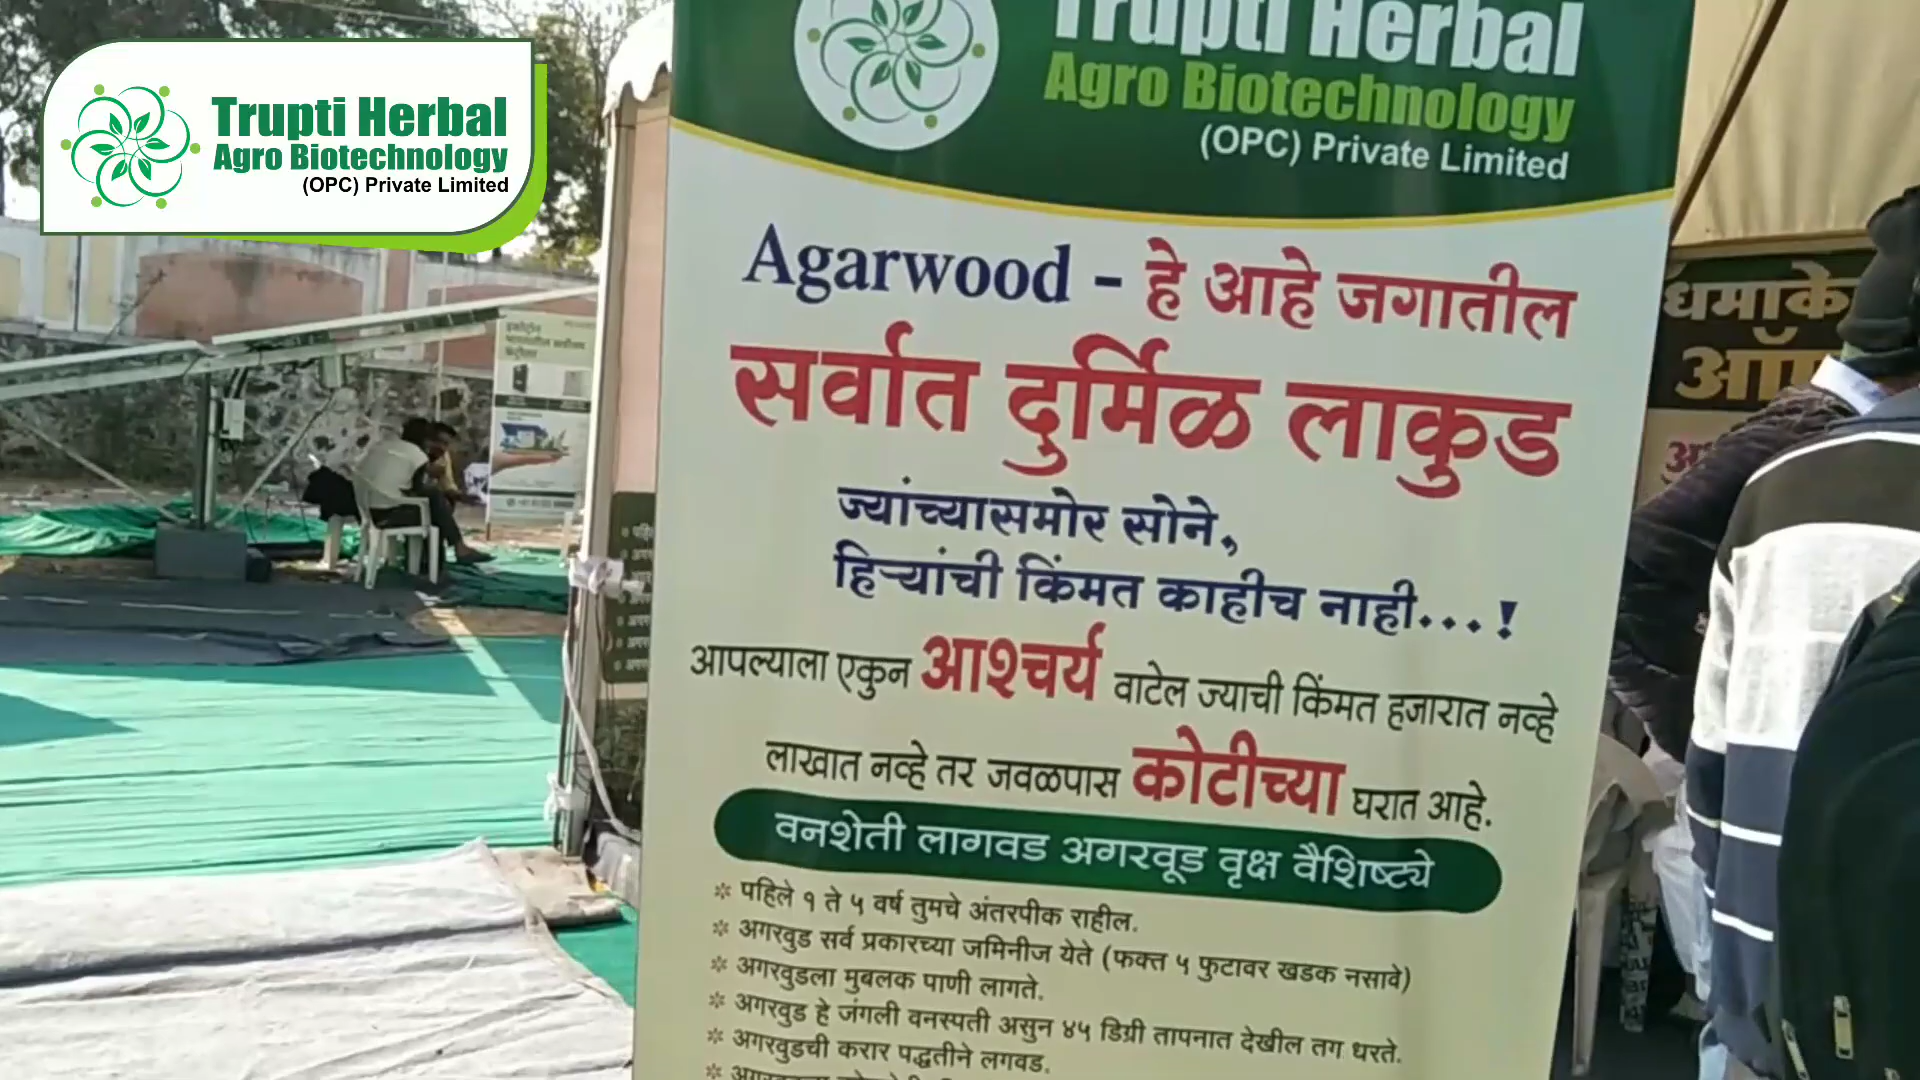 Trupti Herbal
Agro Biotechnology
(OPC) Private Limited
Trupti Herbal
Agro Biotechnology
(OPC) Private Limited
Agarwood - हे आहे जगातील
सर्वात दुर्मिळ लाकुड
ज्यांच्यासमोर सोने,
हिऱ्यांची किंमत काहीच नाही...!
आपल्याला एकुन आश्चर्य वाटेल ज्याची किंमत हजारात नव्हे
लाखात नव्हे तर जवळपास कोटीच्या घरात आहे.
वनशेती लागवड अगरवूड वृक्ष वैशिष्ट्ये
* पहिले १ ते ५ वर्ष तुमचे अंतरपीक राहील.
* अगरवुड सर्व प्रकारच्या जमिनीज येते (फक्त ५ फुटावर खडक नसावे)
* अगरवुडला मुबलक पाणी लागते.
* अगरवुड हे जंगली वनस्पती असुन ४५ डिग्री तापनात देखील तग धरते.
* अगरवुडची करार पद्धतीने लगवड.
धमाके